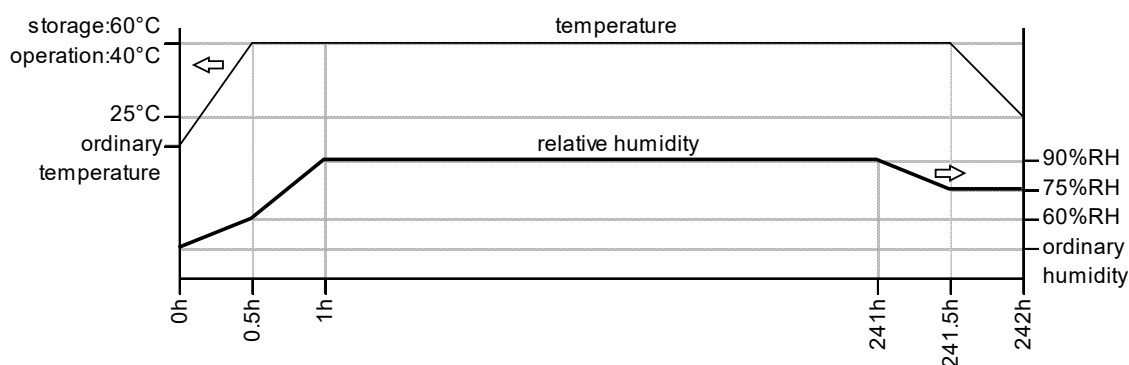 storage:60°C
operation:40°C
temperature
25°C
ordinary
temperature
relative humidity
90%RH
75%RH
60%RH
ordinary
humidity
0h
0.5h
1h
241h
241.5h
242h